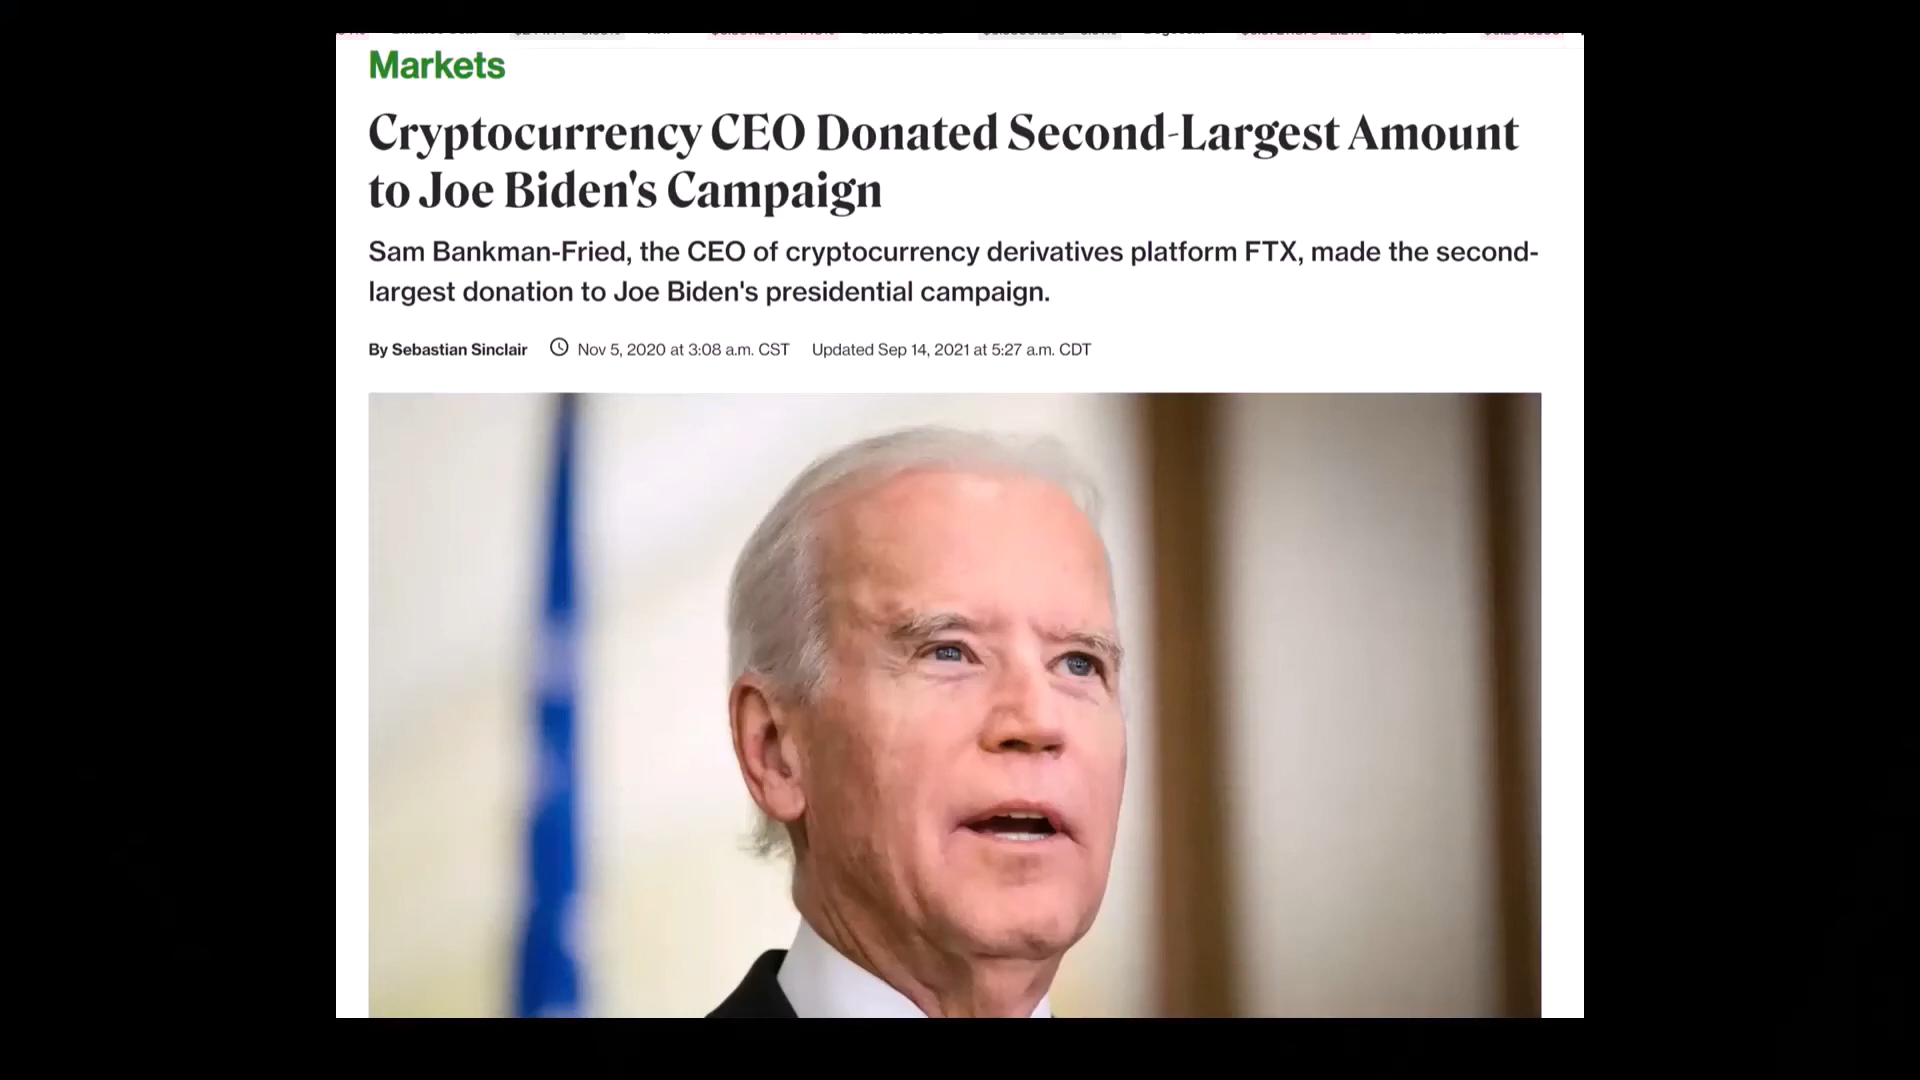 Markets
Cryptocurrency CEO Donated Second-Largest Amount
to Joe Biden's Campaign
Sam Bankman-Fried, the CEO of cryptocurrency derivatives platform FTX, made the second-
largest donation to Joe Biden's presidential campaign.
By Sebastian Sinclair Nov 5, 2020 at 3:08 a.m. CST Updated Sep 14, 2021 at 5:27 a.m. CDT